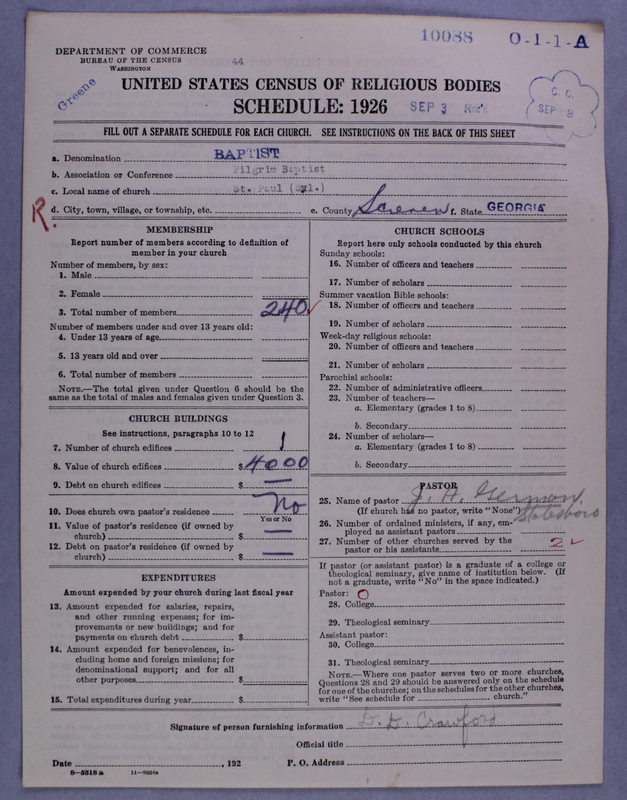 10088 O-1-1-A
DEPARTMENT OF COMMERCE
BUREAU OF THE CENSUS
WASHINGTON
44
Greene
UNITED STATES CENSUS OF RELIGIOUS BODIES
SCHEDULE: 1926
SEP 3 Rec'd
C. C.
SEP 8
FILL OUT A SEPARATE SCHEDULE FOR EACH CHURCH. SEE INSTRUCTIONS ON THE BACK OF THIS SHEET
a. Denomination BAPTIST
b. Association or Conference Pilgrim Baptist
c. Local name of church St. Paul (Syl.)
R.
d. City, town, village, or township, etc. e. County Screven f. State GEORGIA
MEMBERSHIP
Report number of members according to definition of
member in your church
Number of members, by sex:
1. Male
2. Female
3. Total number of members 240 ✓
Number of members under and over 13 years old:
4. Under 13 years of age
5. 13 years old and over
6. Total number of members
NOTE.—The total given under Question 6 should be the
same as the total of males and females given under Question 3.
CHURCH BUILDINGS
See instructions, paragraphs 10 to 12
7. Number of church edifices 1
8. Value of church edifices $4000
9. Debt on church edifices $ —
10. Does church own pastor's residence No
Yes or No
11. Value of pastor's residence (if owned by
church) $ —
12. Debt on pastor's residence (if owned by
church) $ —
EXPENDITURES
Amount expended by your church during last fiscal year
13. Amount expended for salaries, repairs,
and other running expenses; for im-
provements or new buildings; and for
payments on church debt $
14. Amount expended for benevolences, in-
cluding home and foreign missions; for
denominational support; and for all
other purposes $
15. Total expenditures during year $
CHURCH SCHOOLS
Report here only schools conducted by this church
Sunday schools:
16. Number of officers and teachers
17. Number of scholars
Summer vacation Bible schools:
18. Number of officers and teachers
19. Number of scholars
Week-day religious schools:
20. Number of officers and teachers
21. Number of scholars
Parochial schools:
22. Number of administrative officers
23. Number of teachers—
a. Elementary (grades 1 to 8)
b. Secondary
24. Number of scholars—
a. Elementary (grades 1 to 8)
b. Secondary
PASTOR
25. Name of pastor J. H. German
(If church has no pastor, write "None") Statesboro
26. Number of ordained ministers, if any, em-
ployed as assistant pastors
27. Number of other churches served by the
pastor or his assistants 2 ✓
If pastor (or assistant pastor) is a graduate of a college or
theological seminary, give name of institution below. (If
not a graduate, write "No" in the space indicated.)
Pastor: O
28. College
29. Theological seminary
Assistant pastor:
30. College
31. Theological seminary
NOTE.—Where one pastor serves two or more churches,
Questions 28 and 29 should be answered only on the schedule
for one of the churches; on the schedules for the other churches,
write "See schedule for church."
Signature of person furnishing information D. D. Crawford
Official title
Date , 192 P. O. Address
8-5518 a 11-9554a